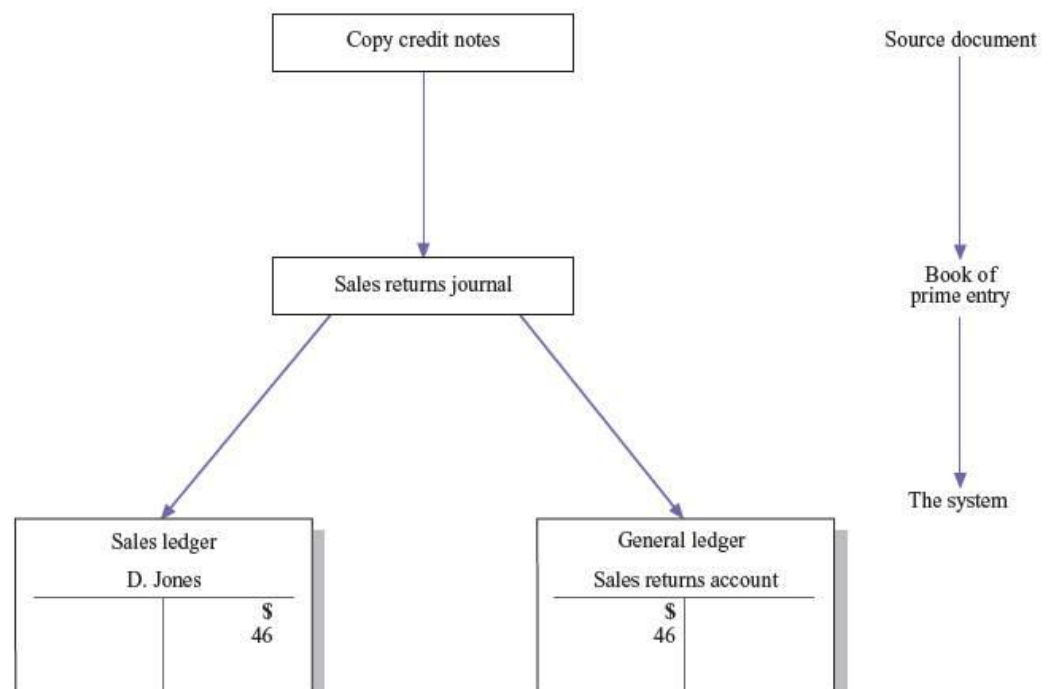 Copy credit notes
Source document
Sales returns journal
Book of
prime entry
The system
Sales ledger
D. Jones
$
46
General ledger
Sales returns account
$
46